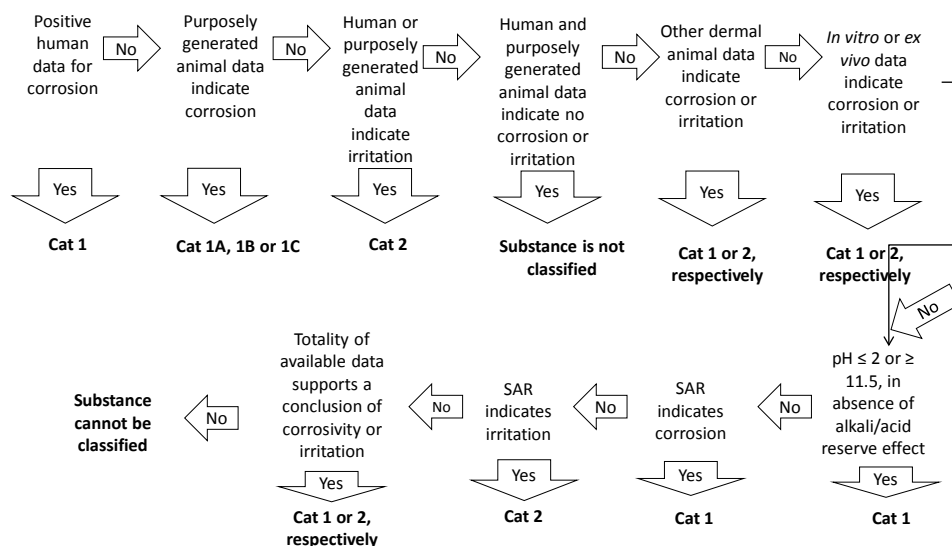 Positive
human
data for
corrosion
No
Purposely
generated
animal data
indicate
corrosion
No
Human or
purposely
generated
animal
data
indicate
irritation
No
Human and
purposely
generated
animal data
indicate no
corrosion or
irritation
No
Other dermal
animal data
indicate
corrosion or
irritation
No
In vitro or ex
vivo data
indicate
corrosion or
irritation
Yes
Yes
Yes
Yes
Yes
Yes
Cat 1
Cat 1A, 1B or 1C
Cat 2
Substance is not
classified
Cat 1 or 2,
respectively
Cat 1 or 2,
respectively
No
pH ≤ 2 or ≥
11.5, in
absence of
alkali/acid
reserve effect
No
SAR
indicates
corrosion
No
SAR
indicates
irritation
No
Totality of
available data
supports a
conclusion of
corrosivity or
irritation
No
Substance
cannot be
classified
Yes
Yes
Yes
Yes
Cat 1
Cat 1
Cat 2
Cat 1 or 2,
respectively